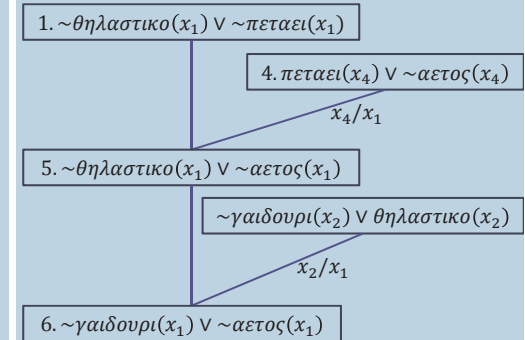 1. ~θηλαστικο(x₁) ∨ ~πεταει(x₁)
4. πεταει(x₄) ∨ ~αετος(x₄)
x₄/x₁
5. ~θηλαστικο(x₁) ∨ ~αετος(x₁)
~γαιδουρι(x₂) ∨ θηλαστικο(x₂)
x₂/x₁
6. ~γαιδουρι(x₁) ∨ ~αετος(x₁)